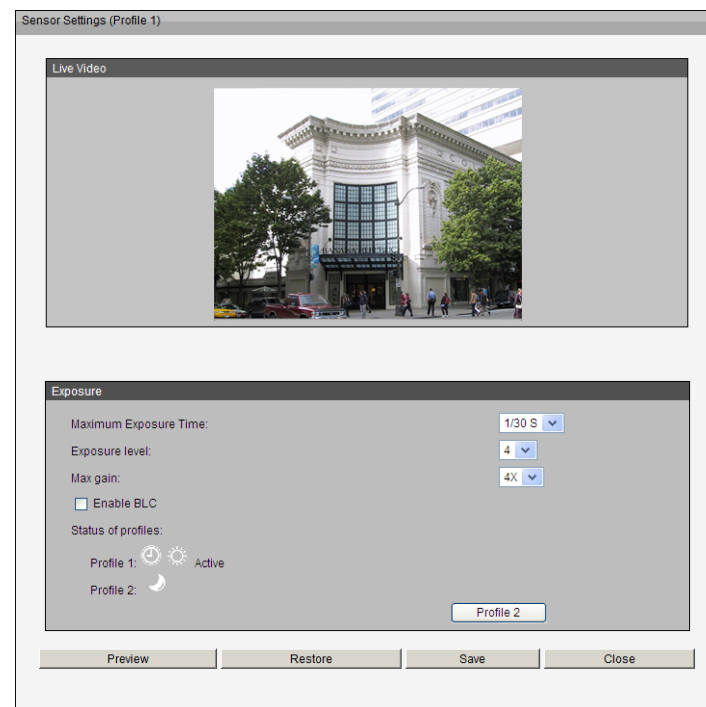 Sensor Settings (Profile 1)
Live Video
Exposure
Maximum Exposure Time: 1/30 S
Exposure level: 4
Max gain: 4X
Enable BLC
Status of profiles:
Profile 1: Active
Profile 2:
Profile 2
Preview Restore Save Close